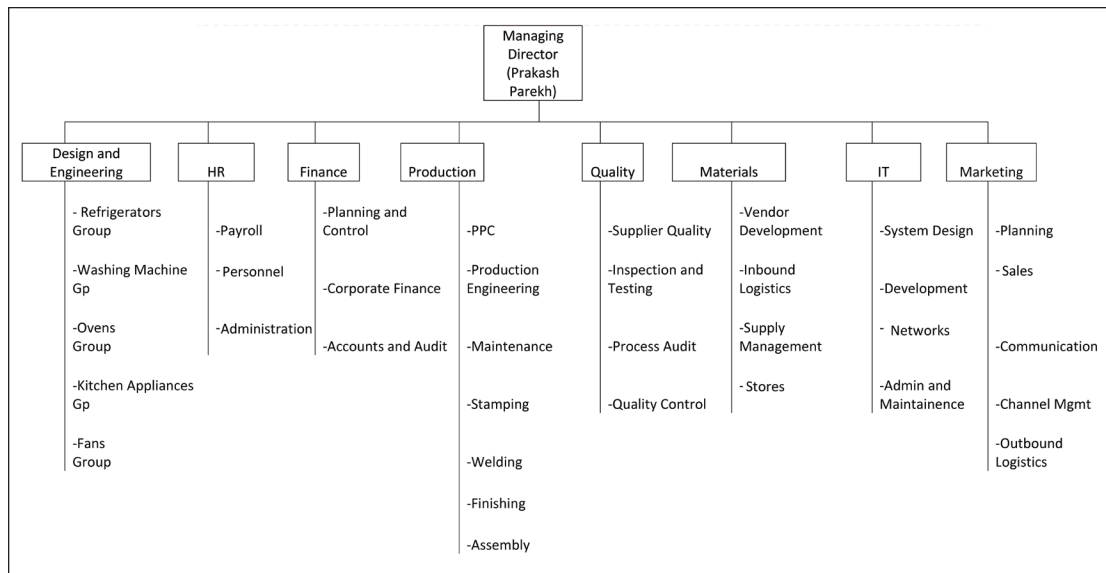 Managing
Director
(Prakash
Parekh)
Design and
Engineering
- Refrigerators
Group
-Washing Machine
Gp
-Ovens
Group
-Kitchen Appliances
Gp
-Fans
Group
HR
-Payroll
- Personnel
-Administration
Finance
-Planning and
Control
-Corporate Finance
-Accounts and Audit
Production
-PPC
-Production
Engineering
-Maintenance
-Stamping
-Welding
-Finishing
-Assembly
Quality
-Supplier Quality
-Inspection and
Testing
-Process Audit
-Quality Control
Materials
-Vendor
Development
-Inbound
Logistics
-Supply
Management
-Stores
IT
-System Design
-Development
- Networks
-Admin and
Maintainence
Marketing
-Planning
-Sales
-Communication
-Channel Mgmt
-Outbound
Logistics